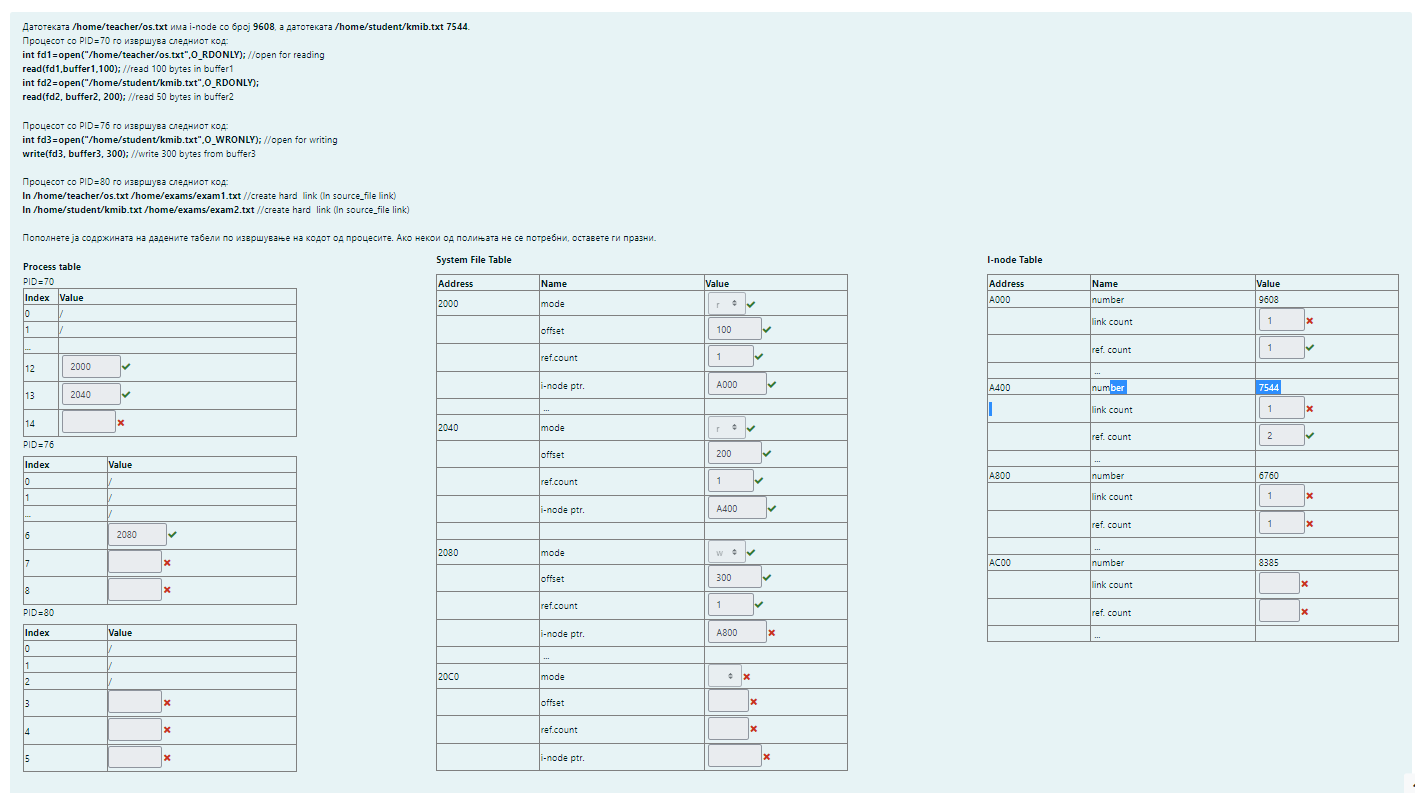 Датотеката /home/teacher/os.txt има i-node со број 9608, а датотеката /home/student/kmib.txt 7544.
Процесот со PID=70 го извршува следниот код:
int fd1=open("/home/teacher/os.txt",O_RDONLY); //open for reading
read(fd1,buffer1,100); //read 100 bytes in buffer1
int fd2=open("/home/student/kmib.txt",O_RDONLY);
read(fd2, buffer2, 200); //read 50 bytes in buffer2
Процесот со PID=76 го извршува следниот код:
int fd3=open("/home/student/kmib.txt",O_WRONLY); //open for writing
write(fd3, buffer3, 300); //write 300 bytes from buffer3
Процесот со PID=80 го извршува следниот код:
ln /home/teacher/os.txt /home/exams/exam1.txt //create hard link (ln source_file link)
ln /home/student/kmib.txt /home/exams/exam2.txt //create hard link (ln source_file link)
Пополнете ја содржината на дадените табели по извршување на кодот од процесите. Ако некои од полињата не се потребни, оставете ги празни.
Process table
PID=70
Index Value
0 /
1 /
...
12 2000
13 2040
14
PID=76
Index Value
0 /
1 /
... /
6 2080
7
8
PID=80
Index Value
0 /
1 /
2 /
3
4
5
System File Table
Address Name Value
2000 mode r
offset 100
ref.count 1
i-node ptr. A000
...
2040 mode r
offset 200
ref.count 1
i-node ptr. A400
2080 mode w
offset 300
ref.count 1
i-node ptr. A800
...
20C0 mode
offset
ref.count
i-node ptr.
I-node Table
Address Name Value
A000 number 9608
link count 1
ref. count 1
...
A400 number 7544
link count 1
ref. count 2
...
A800 number 6760
link count 1
ref. count 1
...
AC00 number 8385
link count
ref. count
...